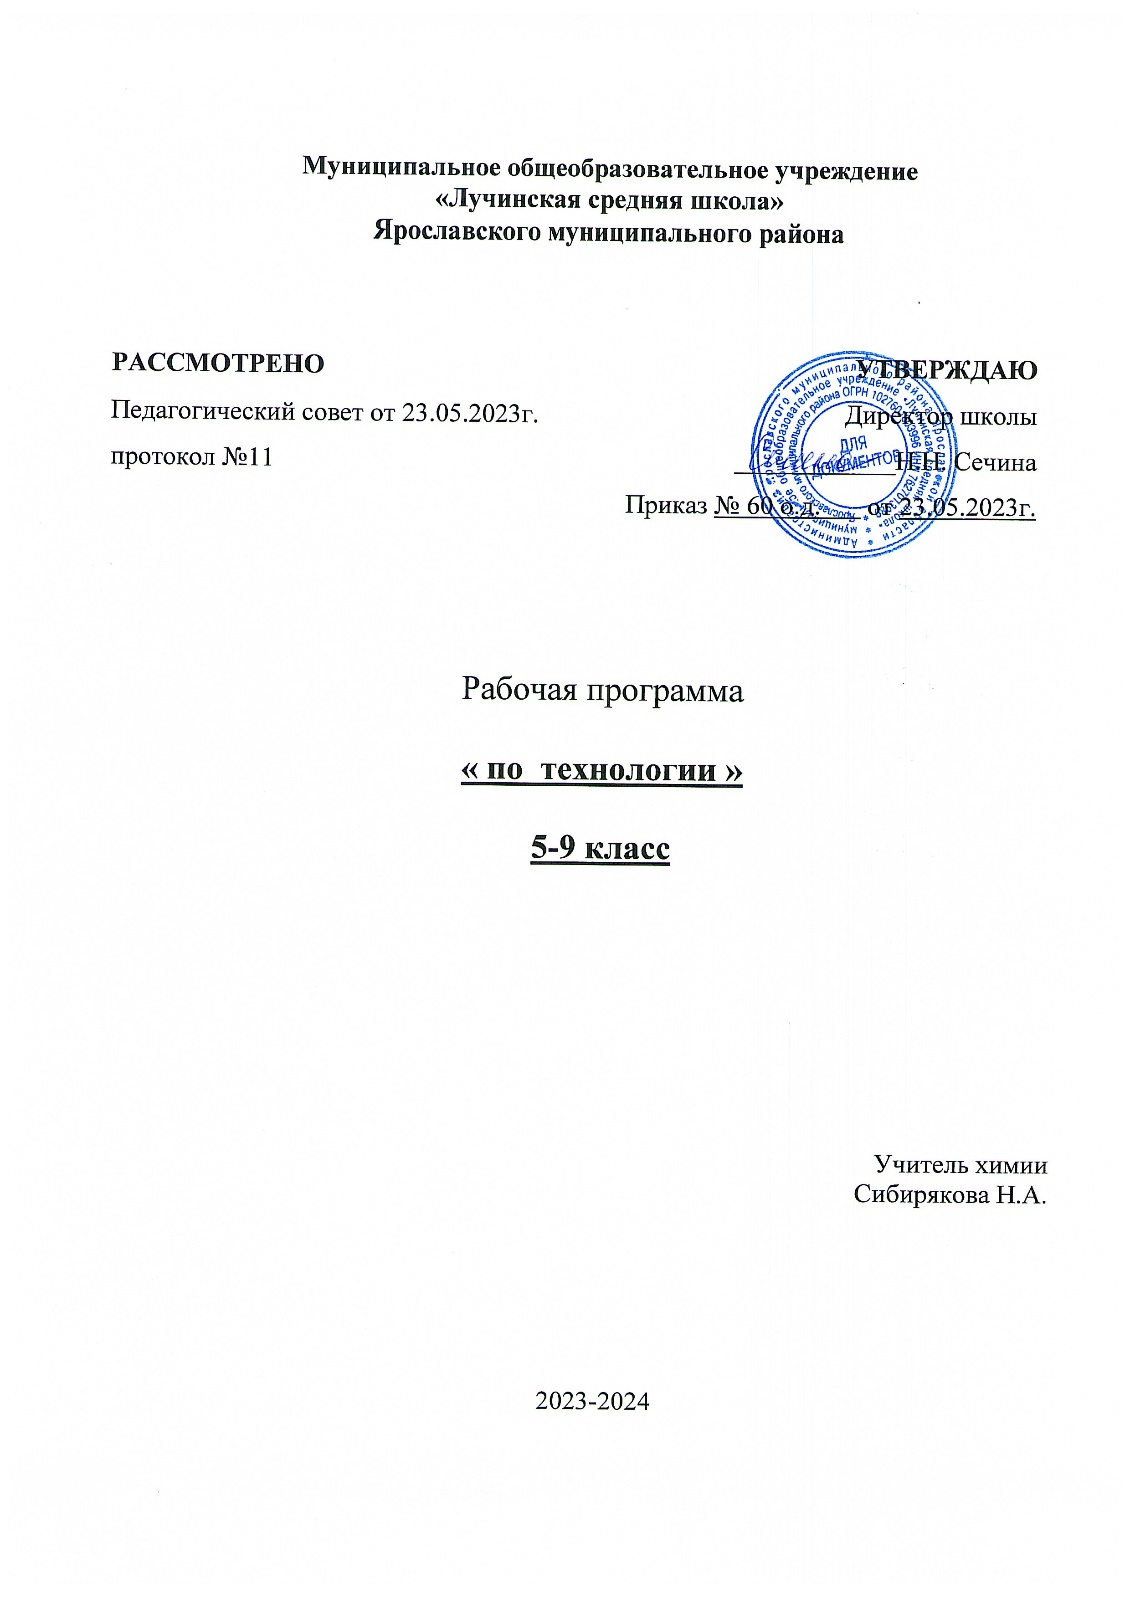 Муниципальное общеобразовательное учреждение
«Лучинская средняя школа»
Ярославского муниципального района
РАССМОТРЕНО
Педагогический совет от 23.05.2023г.
протокол №11
УТВЕРЖДАЮ
Директор школы
Сечина
Приказ № 60 о.д. от 23.05.2023г.
ДЛЯ
ДОКУМЕНТОВ
Рабочая программа
« по технологии »
5-9 класс
Учитель химии
Сибирякова Н.А.
2023-2024